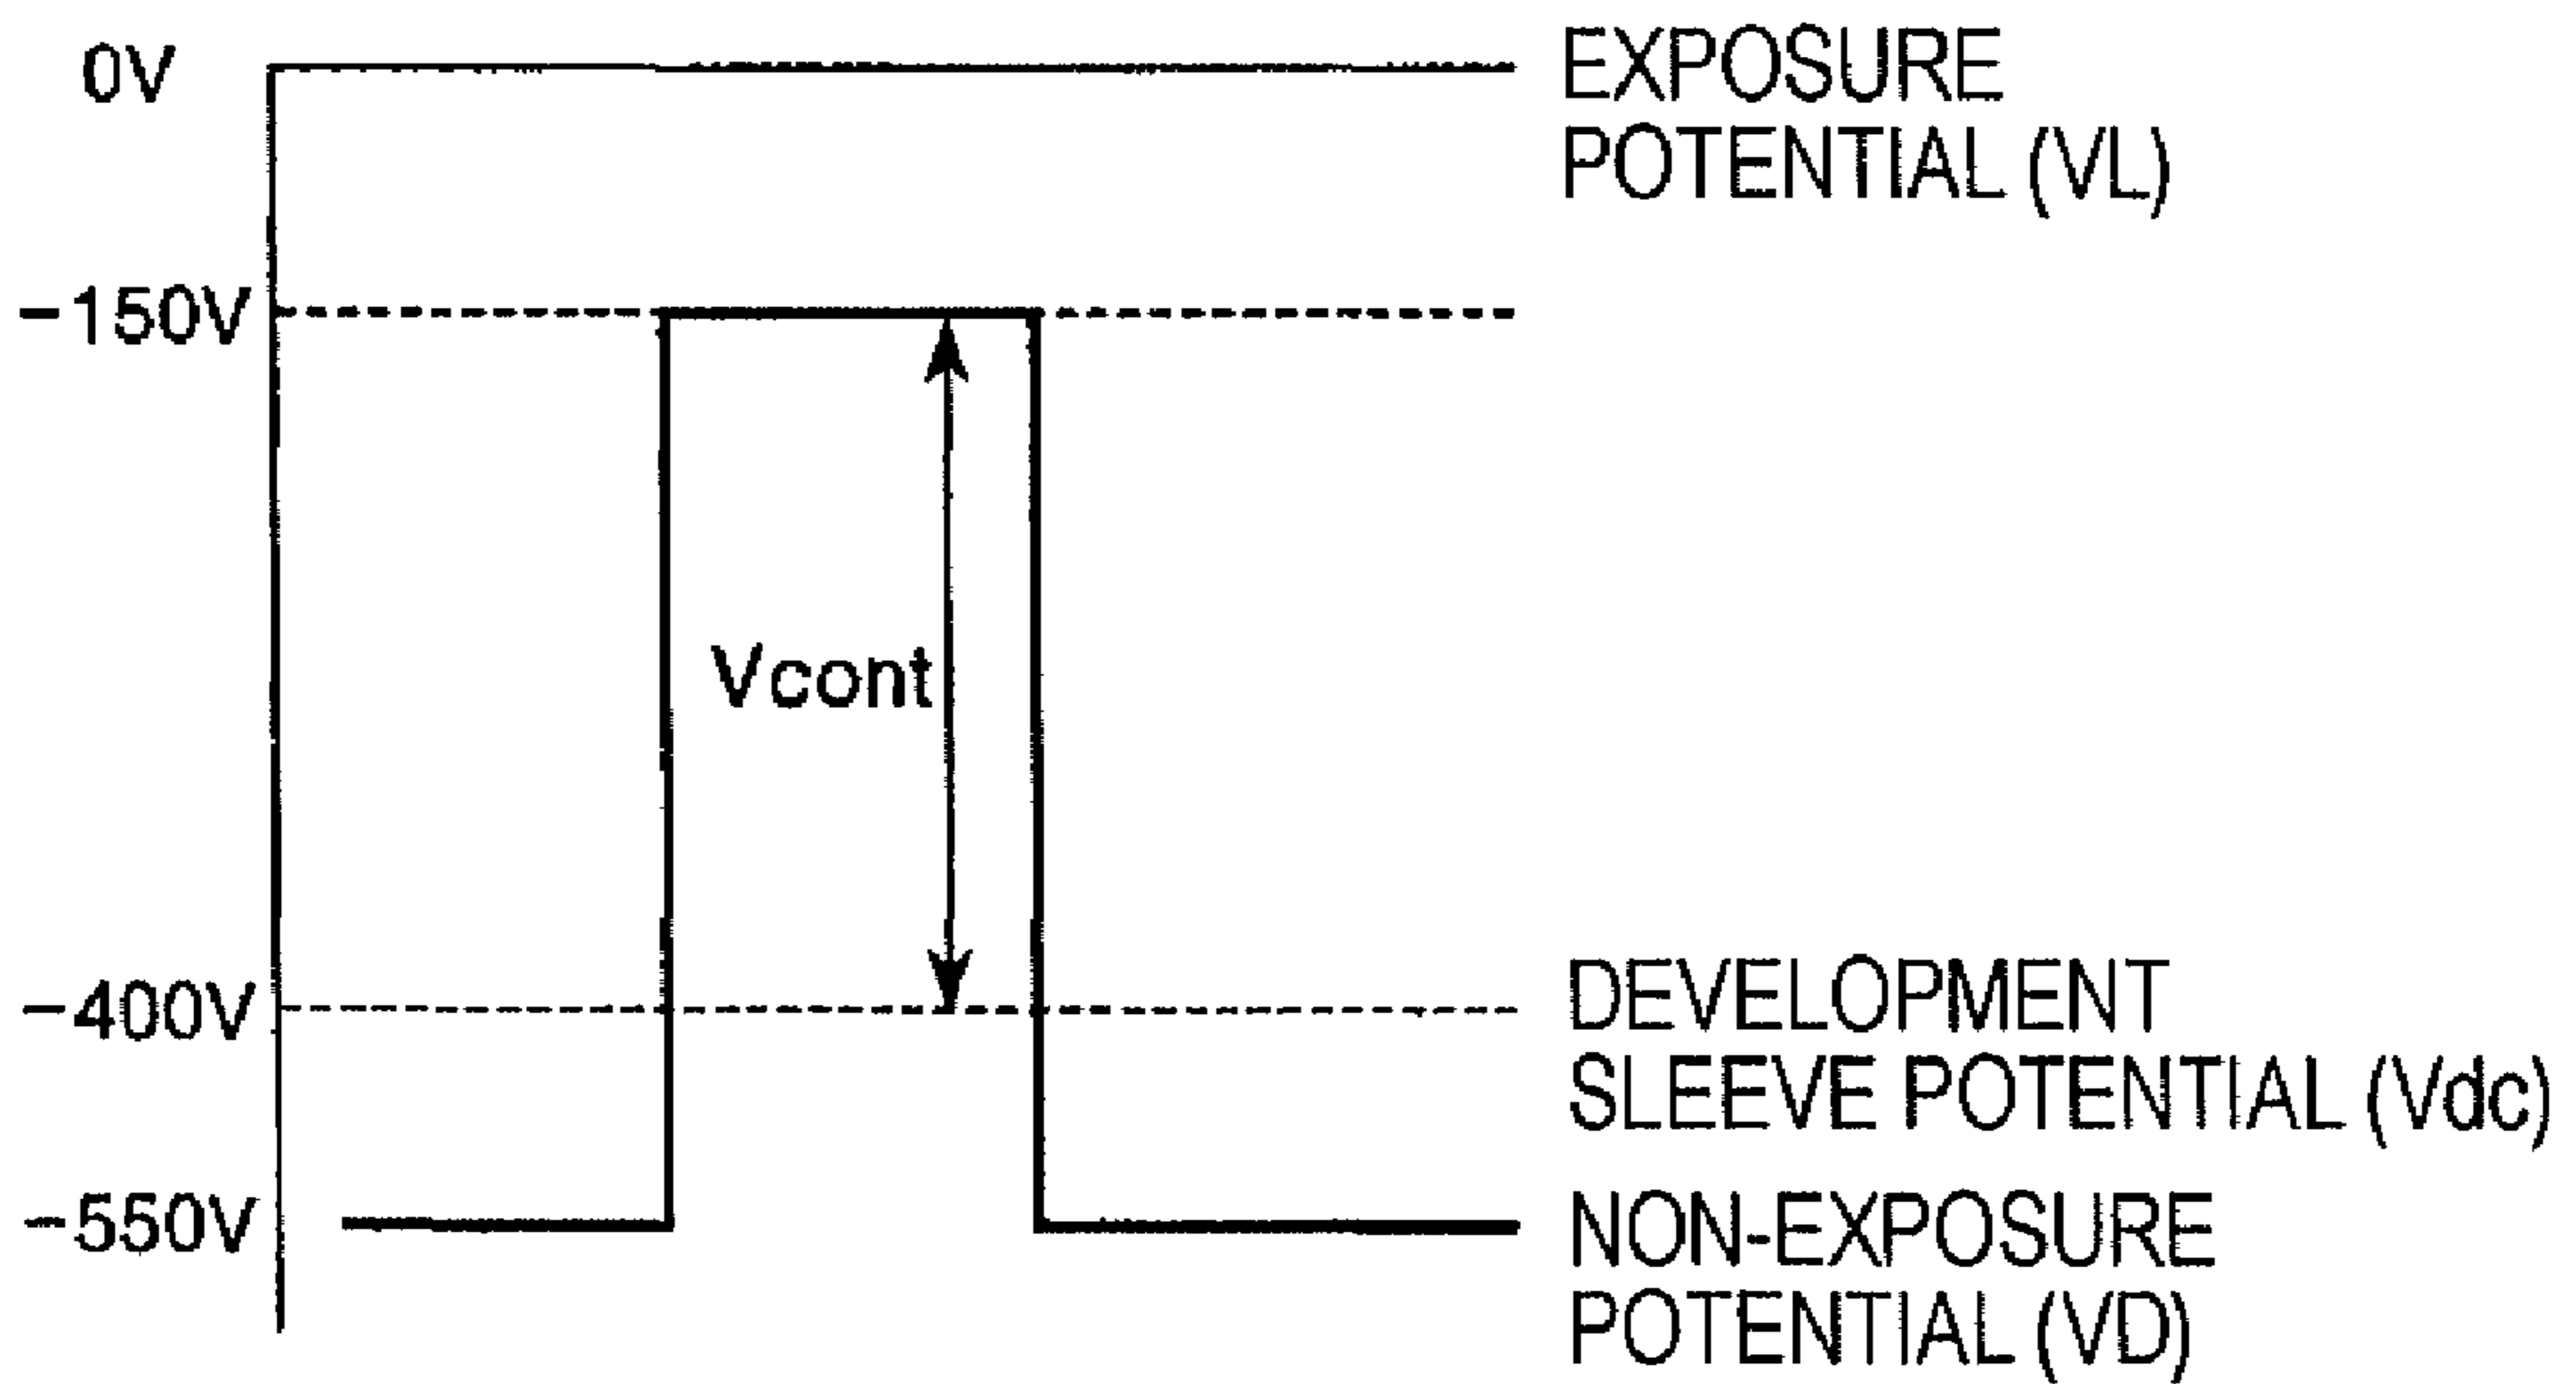 0V
EXPOSURE
POTENTIAL (VL)
−150V
Vcont
−400V
DEVELOPMENT
SLEEVE POTENTIAL (Vdc)
−550V
NON-EXPOSURE
POTENTIAL (VD)